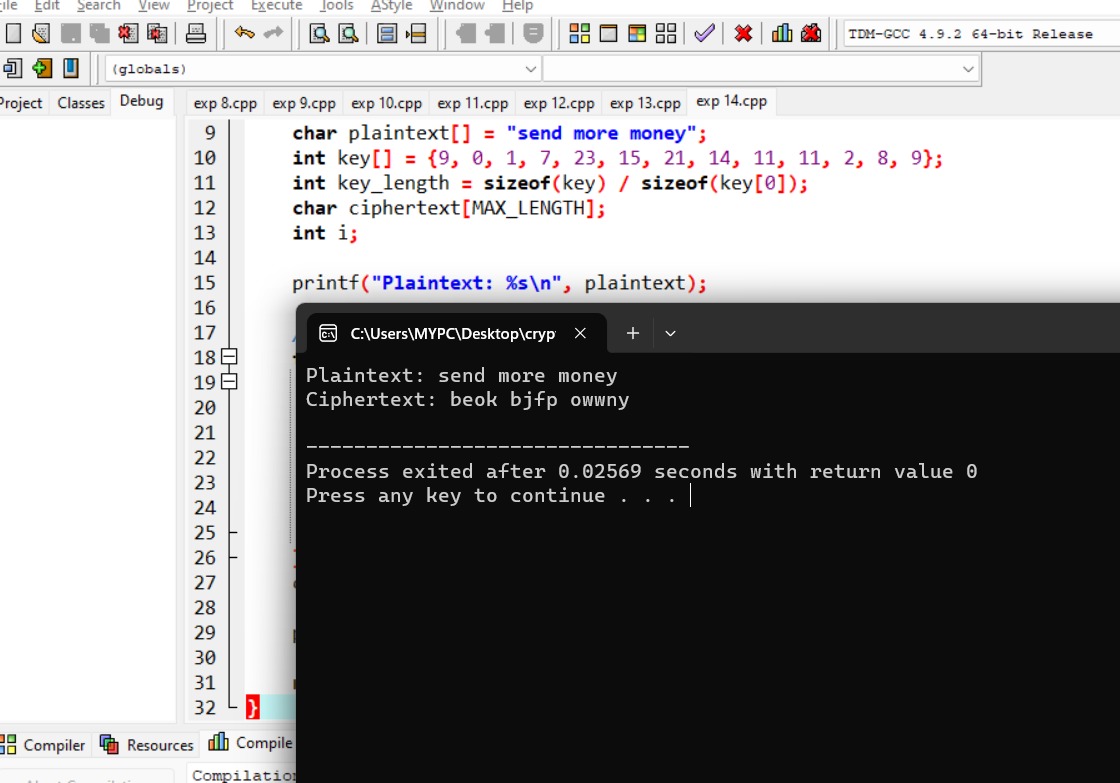 File Edit Search View Project Execute Tools AStyle Window Help
TDM-GCC 4.9.2 64-bit Release
(globals)
Project Classes Debug
exp 8.cpp exp 9.cpp exp 10.cpp exp 11.cpp exp 12.cpp exp 13.cpp exp 14.cpp
9 char plaintext[] = "send more money";
10 int key[] = {9, 0, 1, 7, 23, 15, 21, 14, 11, 11, 2, 8, 9};
11 int key_length = sizeof(key) / sizeof(key[0]);
12 char ciphertext[MAX_LENGTH];
13 int i;
14
15 printf("Plaintext: %s\n", plaintext);
16
17
18
19
20
21
22
23
24
25
26
27
28
29
30
31
32 }
C:\Users\MYPC\Desktop\cryp
Plaintext: send more money
Ciphertext: beok bjfp owwny
--------------------------------
Process exited after 0.02569 seconds with return value 0
Press any key to continue . . .
Compiler Resources Compile
Compilation